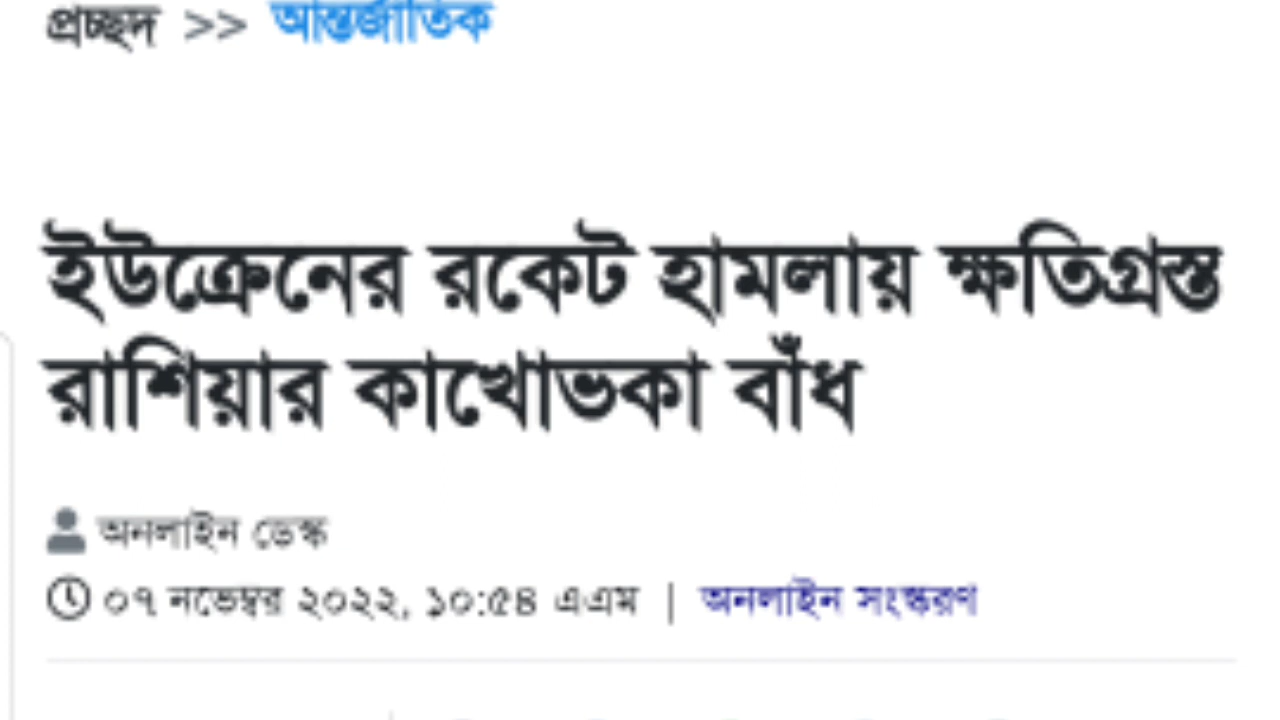 প্রচ্ছদ >> আন্তর্জাতিক
ইউক্রেনের রকেট হামলায় ক্ষতিগ্রস্ত
রাশিয়ার কাখোভকা বাঁধ
অনলাইন ডেস্ক
০৭ নভেম্বর ২০২২, ১০:৫৪ এএম | অনলাইন সংস্করণ